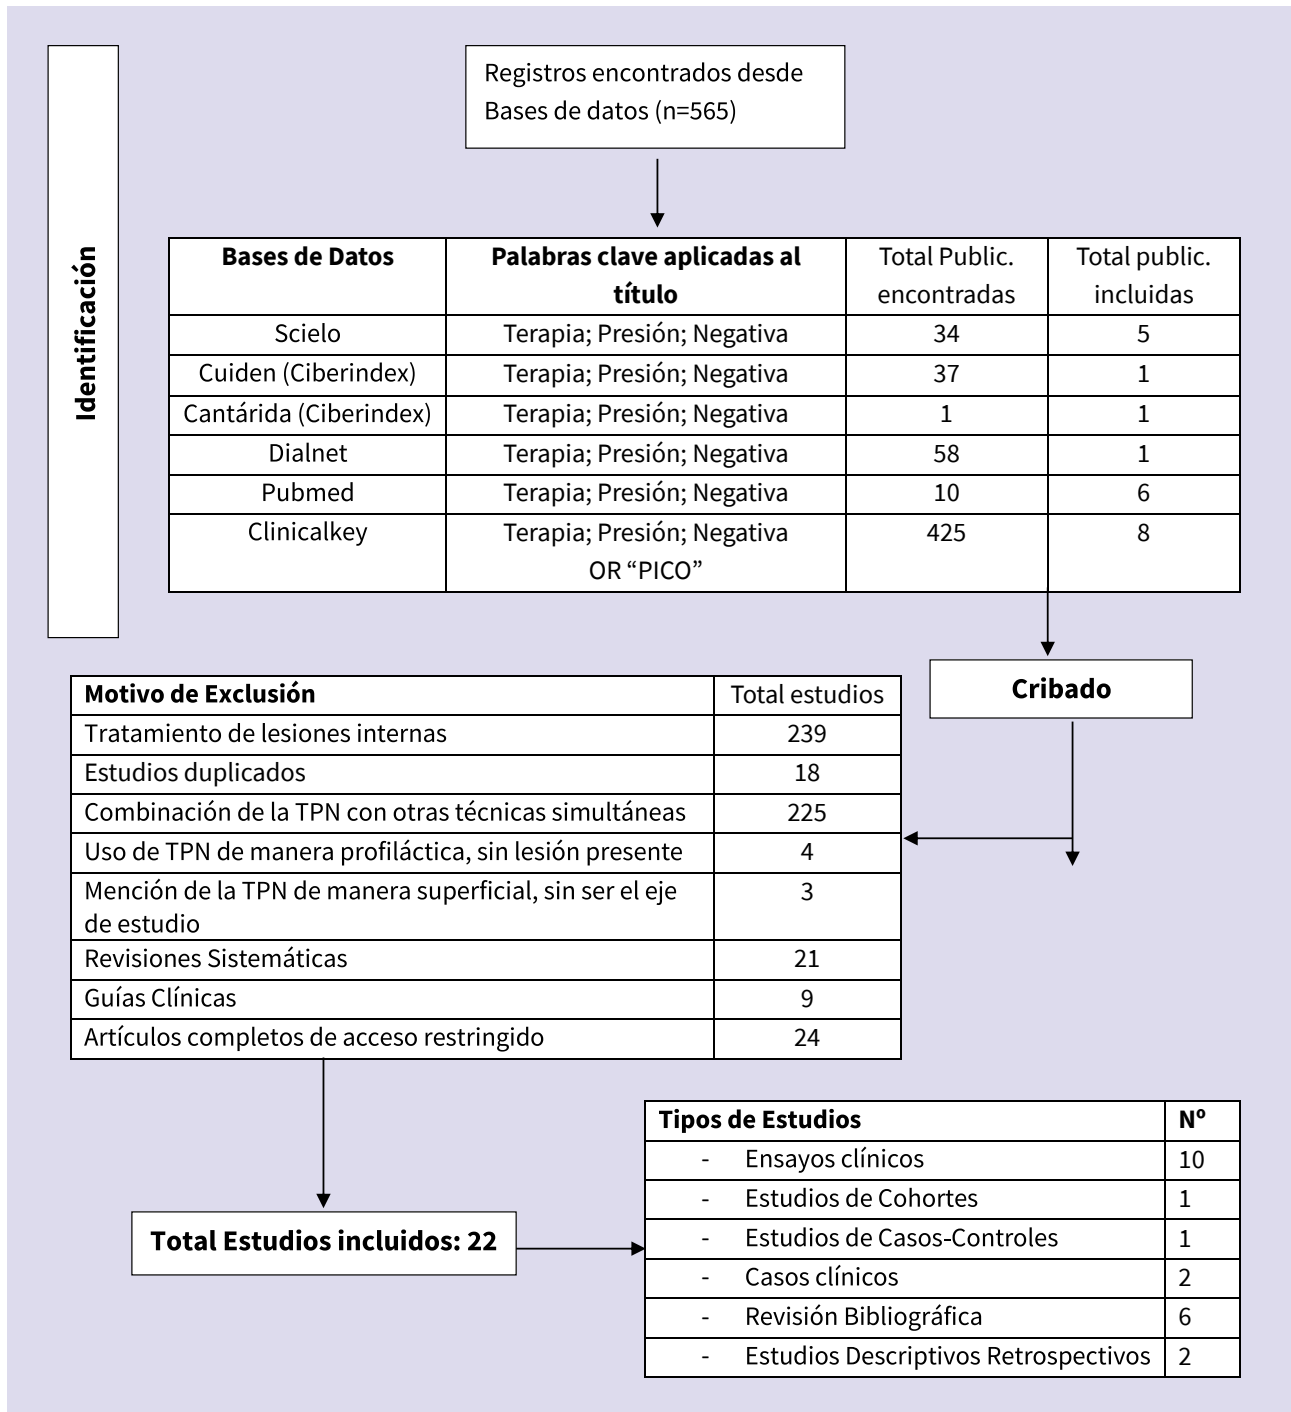 Registros encontrados desde
Bases de datos (n=565)
Identificación
Bases de Datos
Palabras clave aplicadas al
título
Total Public.
encontradas
Total public.
incluidas
Scielo
Terapia; Presión; Negativa
34
5
Cuiden (Ciberindex)
Terapia; Presión; Negativa
37
1
Cantárida (Ciberindex)
Terapia; Presión; Negativa
1
1
Dialnet
Terapia; Presión; Negativa
58
1
Pubmed
Terapia; Presión; Negativa
10
6
Clinicalkey
Terapia; Presión; Negativa
OR “PICO”
425
8
Cribado
Motivo de Exclusión
Total estudios
Tratamiento de lesiones internas
239
Estudios duplicados
18
Combinación de la TPN con otras técnicas simultáneas
225
Uso de TPN de manera profiláctica, sin lesión presente
4
Mención de la TPN de manera superficial, sin ser el eje
de estudio
3
Revisiones Sistemáticas
21
Guías Clínicas
9
Artículos completos de acceso restringido
24
Total Estudios incluidos: 22
Tipos de Estudios
Nº
- Ensayos clínicos
10
- Estudios de Cohortes
1
- Estudios de Casos-Controles
1
- Casos clínicos
2
- Revisión Bibliográfica
6
- Estudios Descriptivos Retrospectivos
2